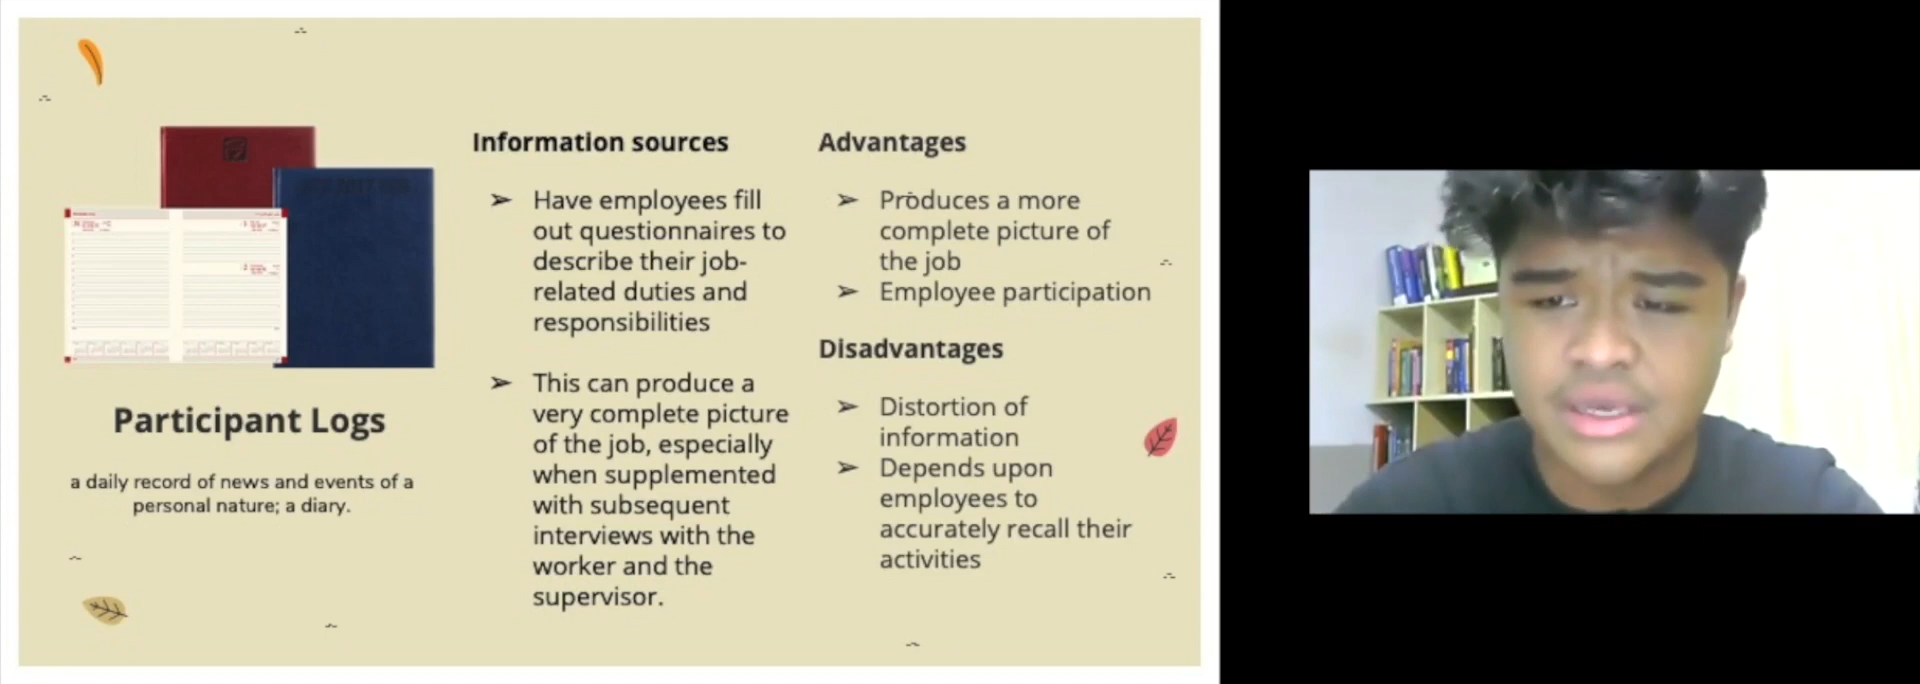 Participant Logs
a daily record of news and events of a
personal nature; a diary.
Information sources
➢ Have employees fill
out questionnaires to
describe their job-
related duties and
responsibilities
➢ This can produce a
very complete picture
of the job, especially
when supplemented
with subsequent
interviews with the
worker and the
supervisor.
Advantages
➢ Produces a more
complete picture of
the job
➢ Employee participation
Disadvantages
➢ Distortion of
information
➢ Depends upon
employees to
accurately recall their
activities